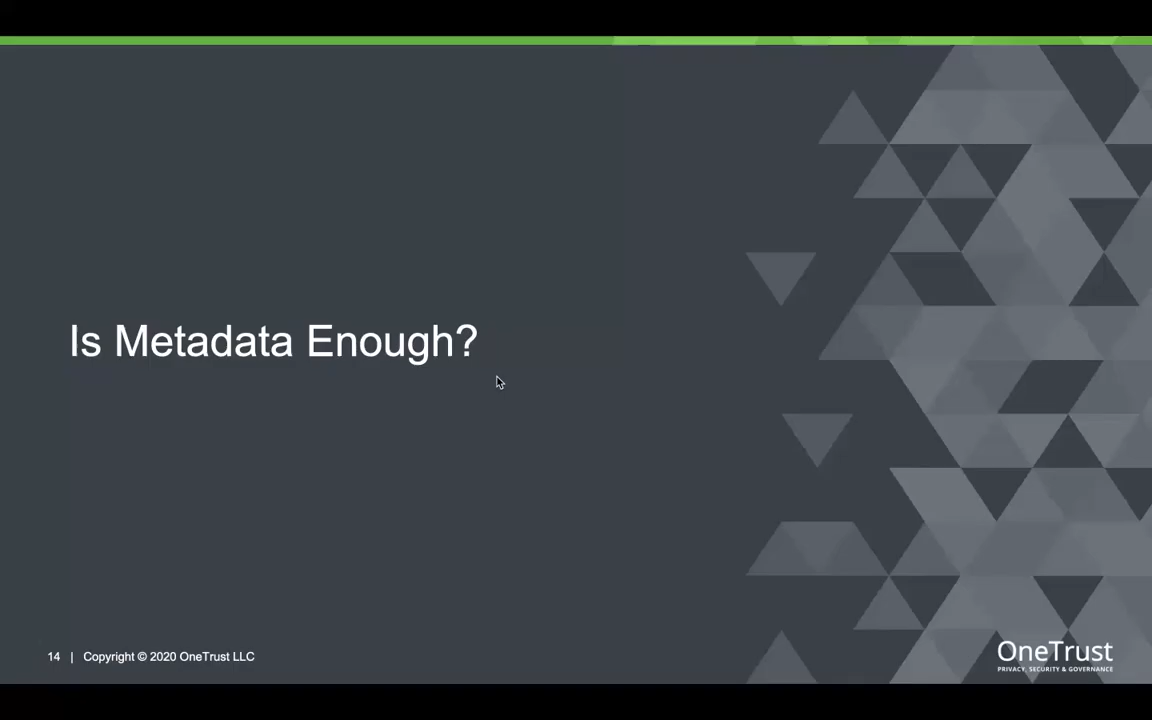 Is Metadata Enough?
14 | Copyright © 2020 OneTrust LLC
OneTrust
PRIVACY, SECURITY & GOVERNANCE